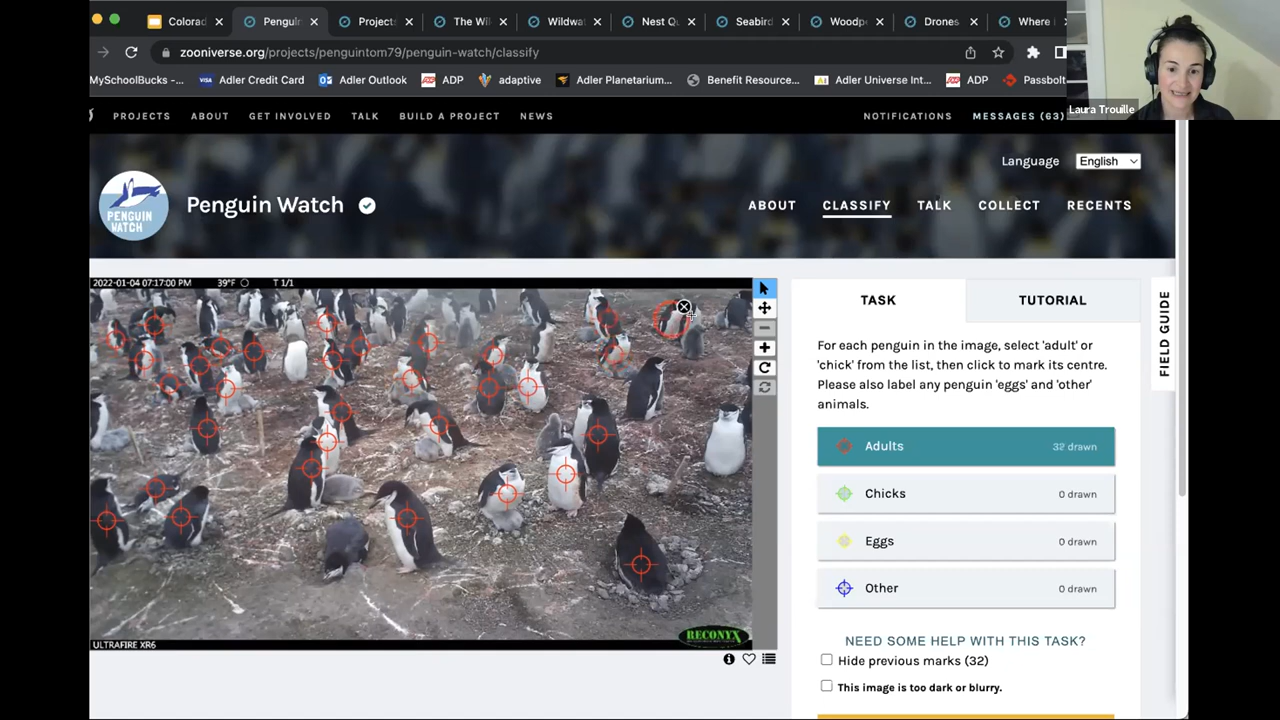 Colorad
Penguin
Projects
The Wil
Wildwat
Nest Qu
Seabird
Woodpe
Drones
Where
zooniverse.org/projects/penguintom79/penguin-watch/classify
MySchoolBucks -...
Adler Credit Card
Adler Outlook
ADP
adaptive
Adler Planetarium...
Benefit Resource...
Adler Universe Int...
ADP
Passbolt
Laura Trouille
PROJECTS
ABOUT
GET INVOLVED
TALK
BUILD A PROJECT
NEWS
NOTIFICATIONS
MESSAGES (63)
Language
English
PENGUIN
WATCH
Penguin Watch
ABOUT
CLASSIFY
TALK
COLLECT
RECENTS
2022-01-04 07:17:00 PM
39°F
T 1/1
RECONYX
ULTRAFIRE XR6
TASK
TUTORIAL
FIELD GUIDE
For each penguin in the image, select 'adult' or
'chick' from the list, then click to mark its centre.
Please also label any penguin 'eggs' and 'other'
animals.
Adults
32 drawn
Chicks
0 drawn
Eggs
0 drawn
Other
0 drawn
NEED SOME HELP WITH THIS TASK?
Hide previous marks (32)
This image is too dark or blurry.